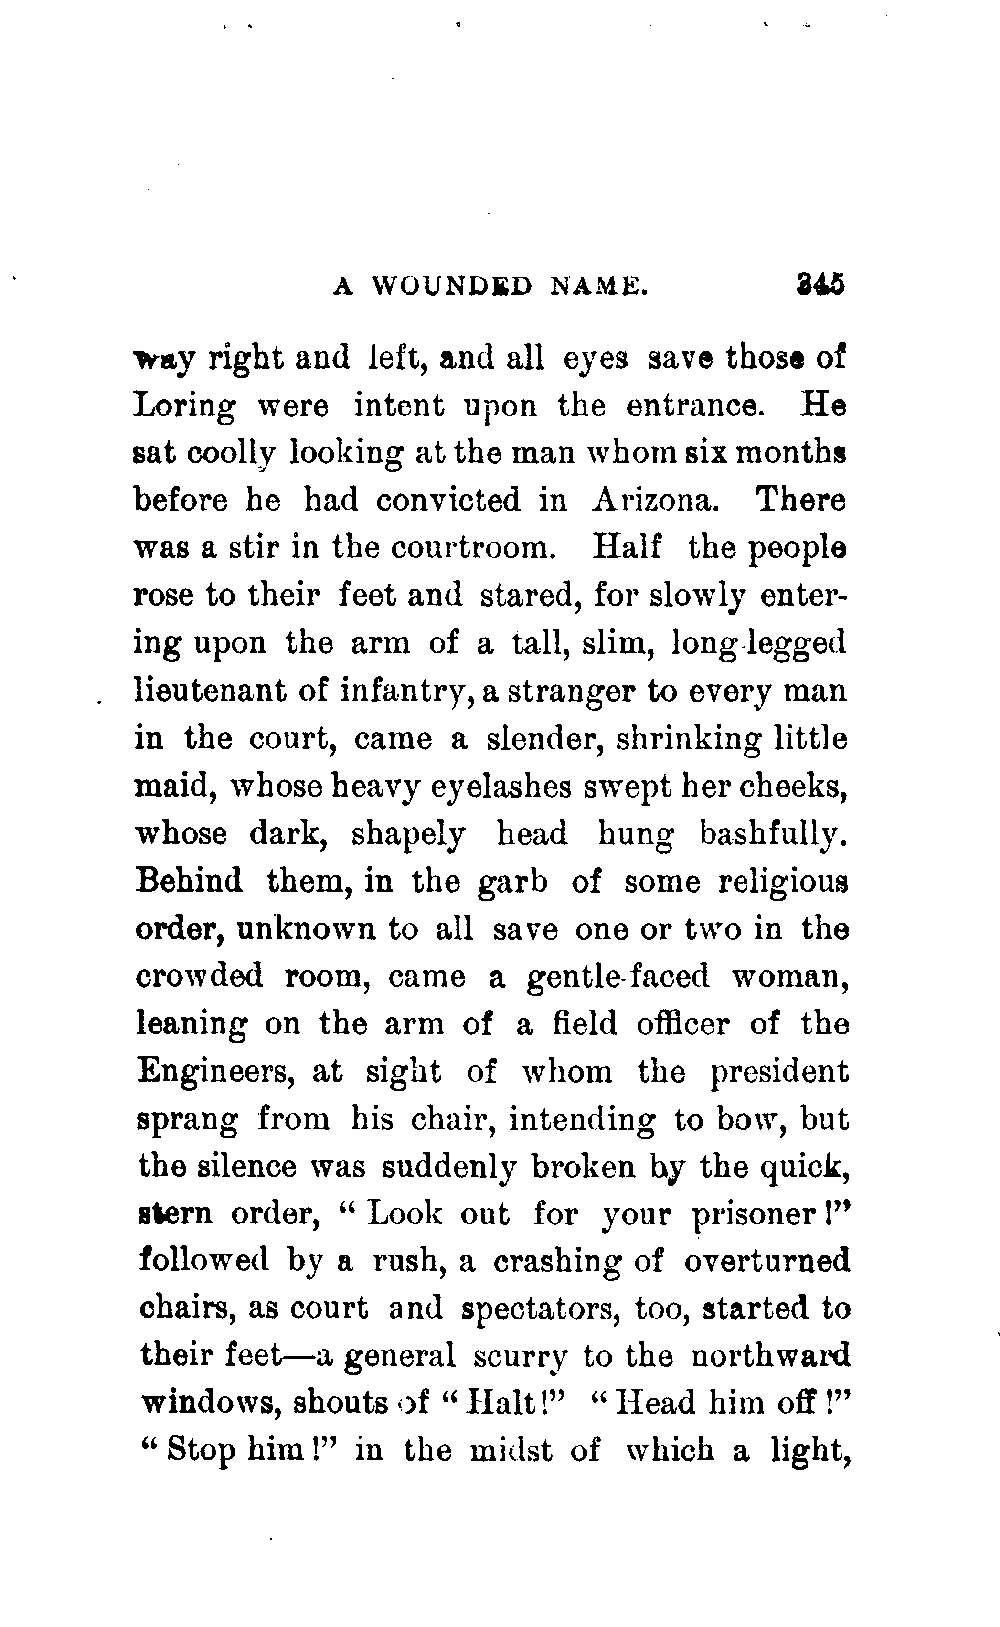 A WOUNDED NAME. 345
way right and left, and all eyes save those of
Loring were intent upon the entrance. He
sat coolly looking at the man whom six months
before he had convicted in Arizona. There
was a stir in the courtroom. Half the people
rose to their feet and stared, for slowly enter-
ing upon the arm of a tall, slim, long-legged
lieutenant of infantry, a stranger to every man
in the court, came a slender, shrinking little
maid, whose heavy eyelashes swept her cheeks,
whose dark, shapely head hung bashfully.
Behind them, in the garb of some religious
order, unknown to all save one or two in the
crowded room, came a gentle-faced woman,
leaning on the arm of a field officer of the
Engineers, at sight of whom the president
sprang from his chair, intending to bow, but
the silence was suddenly broken by the quick,
stern order, “ Look out for your prisoner !”
followed by a rush, a crashing of overturned
chairs, as court and spectators, too, started to
their feet—a general scurry to the northward
windows, shouts of “ Halt !” “ Head him off !”
“ Stop him !” in the midst of which a light,